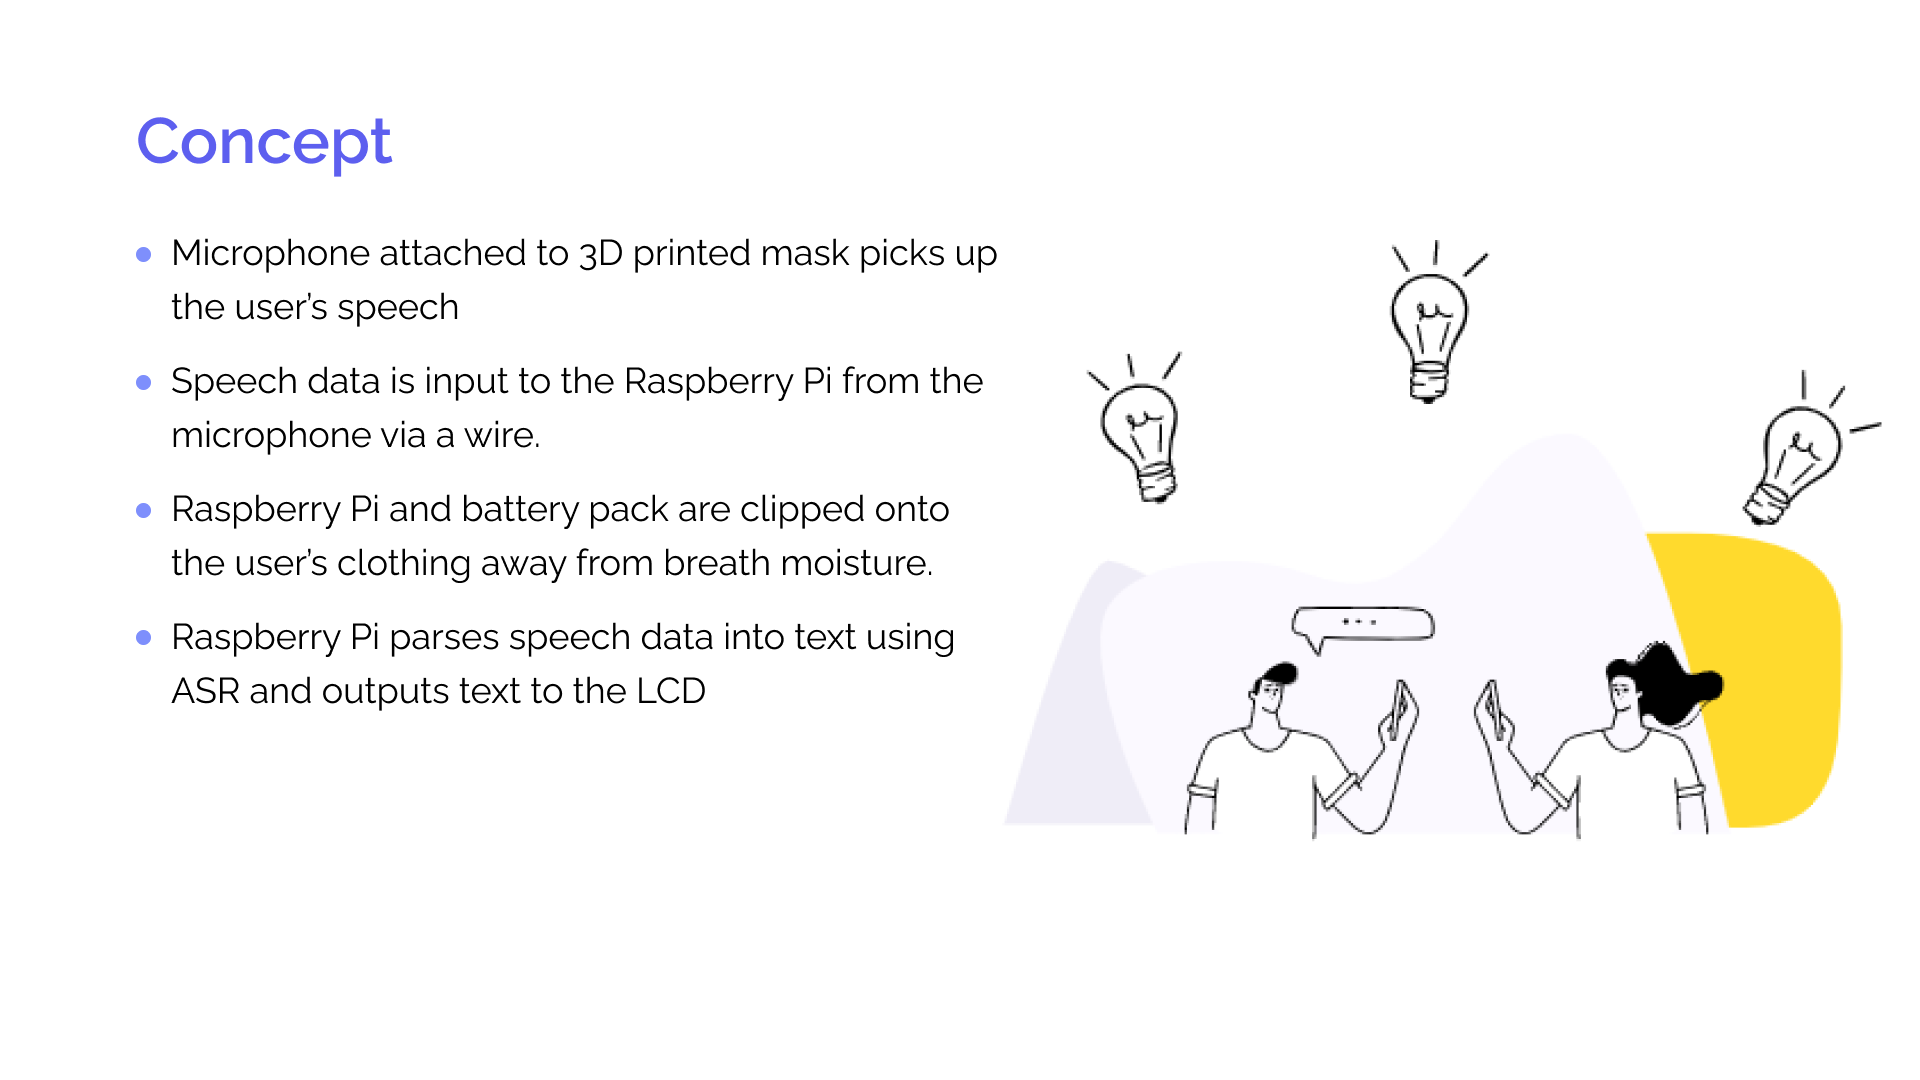 Concept
Microphone attached to 3D printed mask picks up
the user’s speech
Speech data is input to the Raspberry Pi from the
microphone via a wire.
Raspberry Pi and battery pack are clipped onto
the user’s clothing away from breath moisture.
Raspberry Pi parses speech data into text using
ASR and outputs text to the LCD